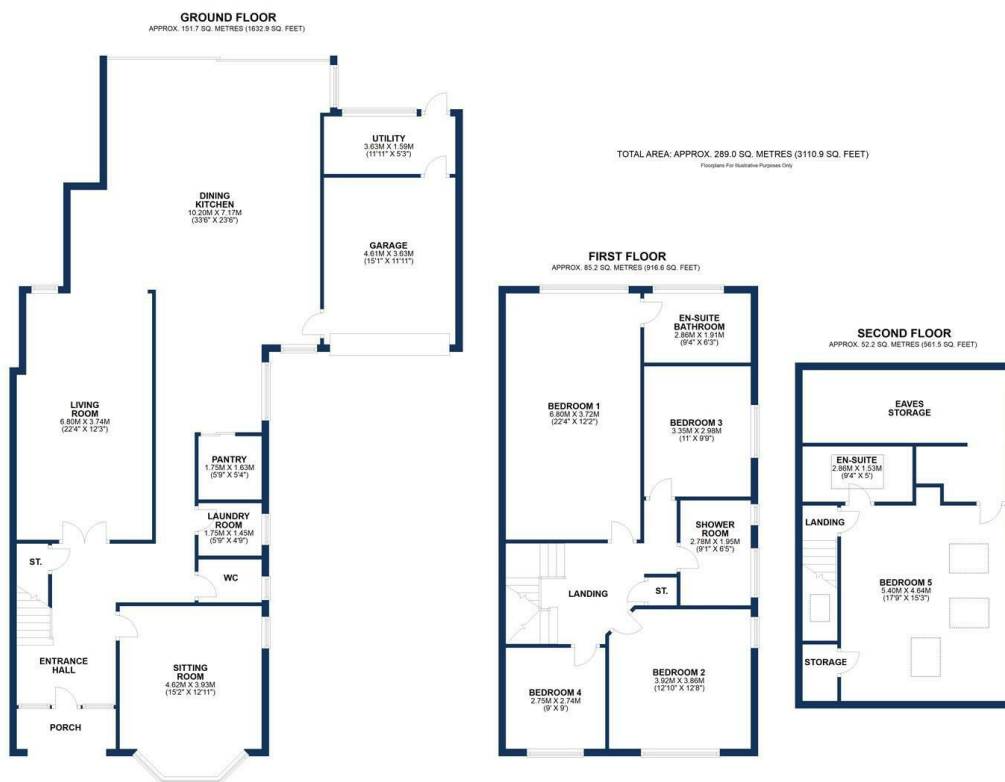 GROUND FLOOR
APPROX. 151.7 SQ. METRES (1632.9 SQ. FEET)
UTILITY
3.63M X 1.59M
(11'11" X 5'3")
DINING
KITCHEN
10.20M X 7.17M
(33'6" X 23'6")
GARAGE
4.61M X 3.63M
(15'1" X 11'11")
LIVING
ROOM
6.80M X 3.74M
(22'4" X 12'3")
PANTRY
1.75M X 1.63M
(5'9" X 5'4")
LAUNDRY
ROOM
1.75M X 1.45M
(5'9" X 4'9")
ST.
WC
ENTRANCE
HALL
SITTING
ROOM
4.62M X 3.93M
(15'2" X 12'11")
PORCH
TOTAL AREA: APPROX. 289.0 SQ. METRES (3110.9 SQ. FEET)
Floorplans For Illustrative Purposes Only
FIRST FLOOR
APPROX. 85.2 SQ. METRES (916.6 SQ. FEET)
EN-SUITE
BATHROOM
2.86M X 1.91M
(9'4" X 6'3")
BEDROOM 1
6.80M X 3.72M
(22'4" X 12'2")
BEDROOM 3
3.35M X 2.98M
(11' X 9'9")
SHOWER
ROOM
2.78M X 1.95M
(9'1" X 6'5")
LANDING
ST.
BEDROOM 4
2.75M X 2.74M
(9' X 9')
BEDROOM 2
3.92M X 3.86M
(12'10" X 12'8")
SECOND FLOOR
APPROX. 52.2 SQ. METRES (561.5 SQ. FEET)
EAVES
STORAGE
EN-SUITE
2.86M X 1.53M
(9'4" X 5')
LANDING
BEDROOM 5
5.40M X 4.64M
(17'9" X 15'3")
STORAGE